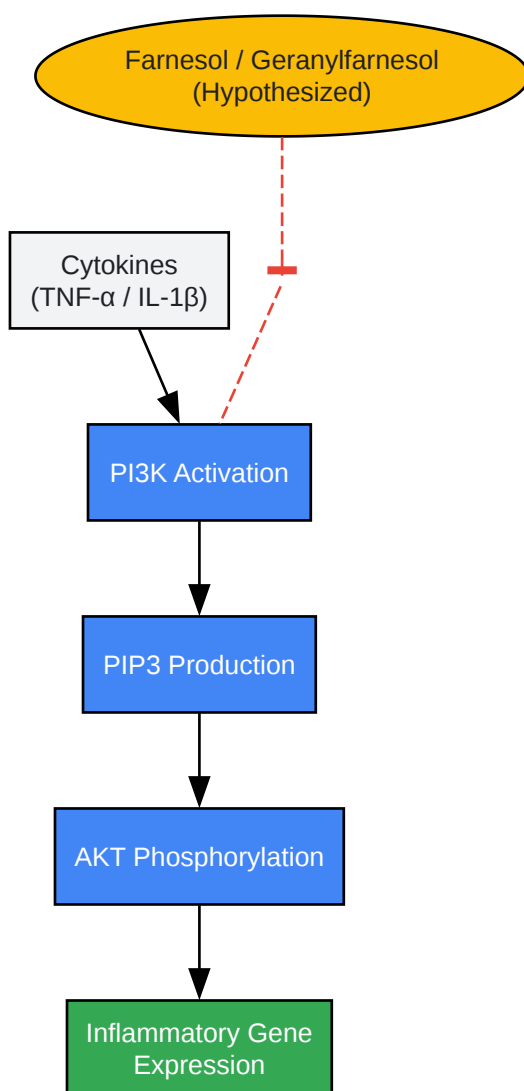 Farnesol / Geranylfarnesol
(Hypothesized)
Cytokines
(TNF-α / IL-1β)
PI3K Activation
PIP3 Production
AKT Phosphorylation
Inflammatory Gene
Expression